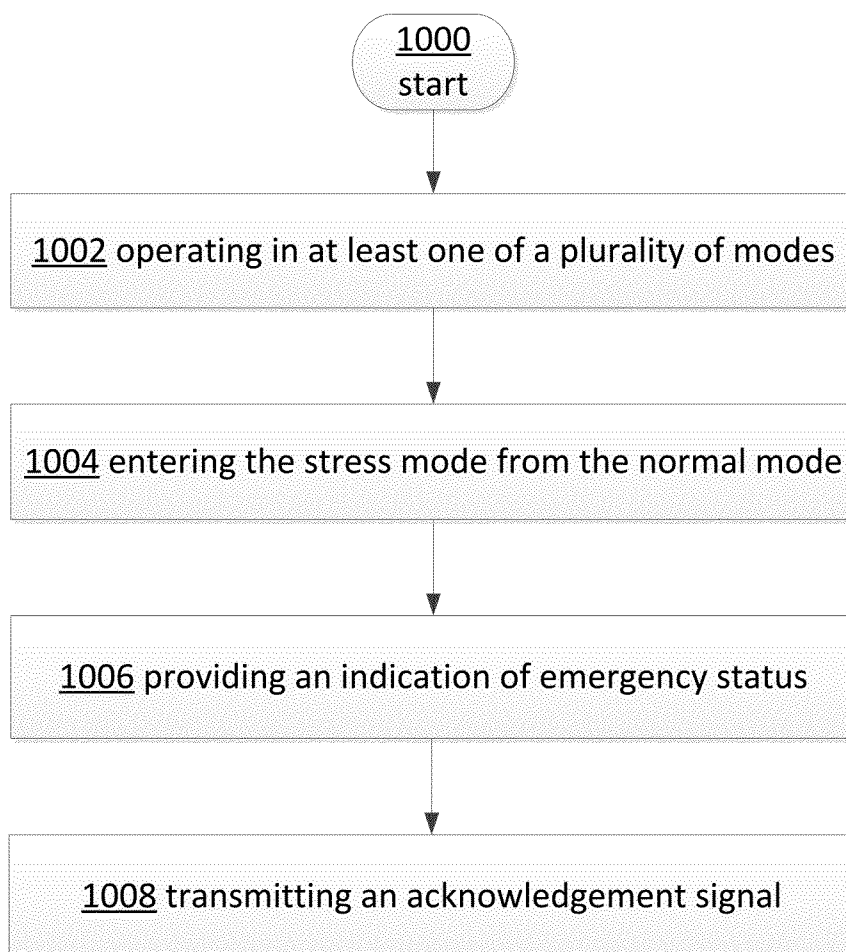 1000
start
1002 operating in at least one of a plurality of modes
1004 entering the stress mode from the normal mode
1006 providing an indication of emergency status
1008 transmitting an acknowledgement signal